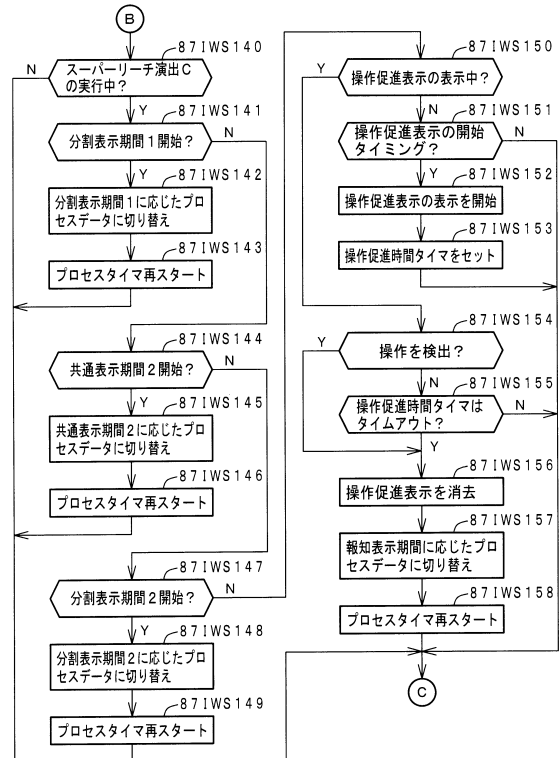 B
87IWS140
N
スーパーリーチ演出C
の実行中？
Y
87IWS141
分割表示期間1開始？
N
Y
87IWS142
分割表示期間1に応じたプロ
セスデータに切り替え
87IWS143
プロセスタイマ再スタート
87IWS144
共通表示期間2開始？
N
Y
87IWS145
共通表示期間2に応じたプロ
セスデータに切り替え
87IWS146
プロセスタイマ再スタート
87IWS147
分割表示期間2開始？
N
Y
87IWS148
分割表示期間2に応じたプロ
セスデータに切り替え
87IWS149
プロセスタイマ再スタート
87IWS150
Y
操作促進表示の表示中？
N
87IWS151
操作促進表示の開始
タイミング？
N
Y
87IWS152
操作促進表示の表示を開始
87IWS153
操作促進時間タイマをセット
87IWS154
Y
操作を検出？
N
87IWS155
操作促進時間タイマは
タイムアウト？
N
Y
87IWS156
操作促進表示を消去
87IWS157
報知表示期間に応じたプロ
セスデータに切り替え
87IWS158
プロセスタイマ再スタート
C